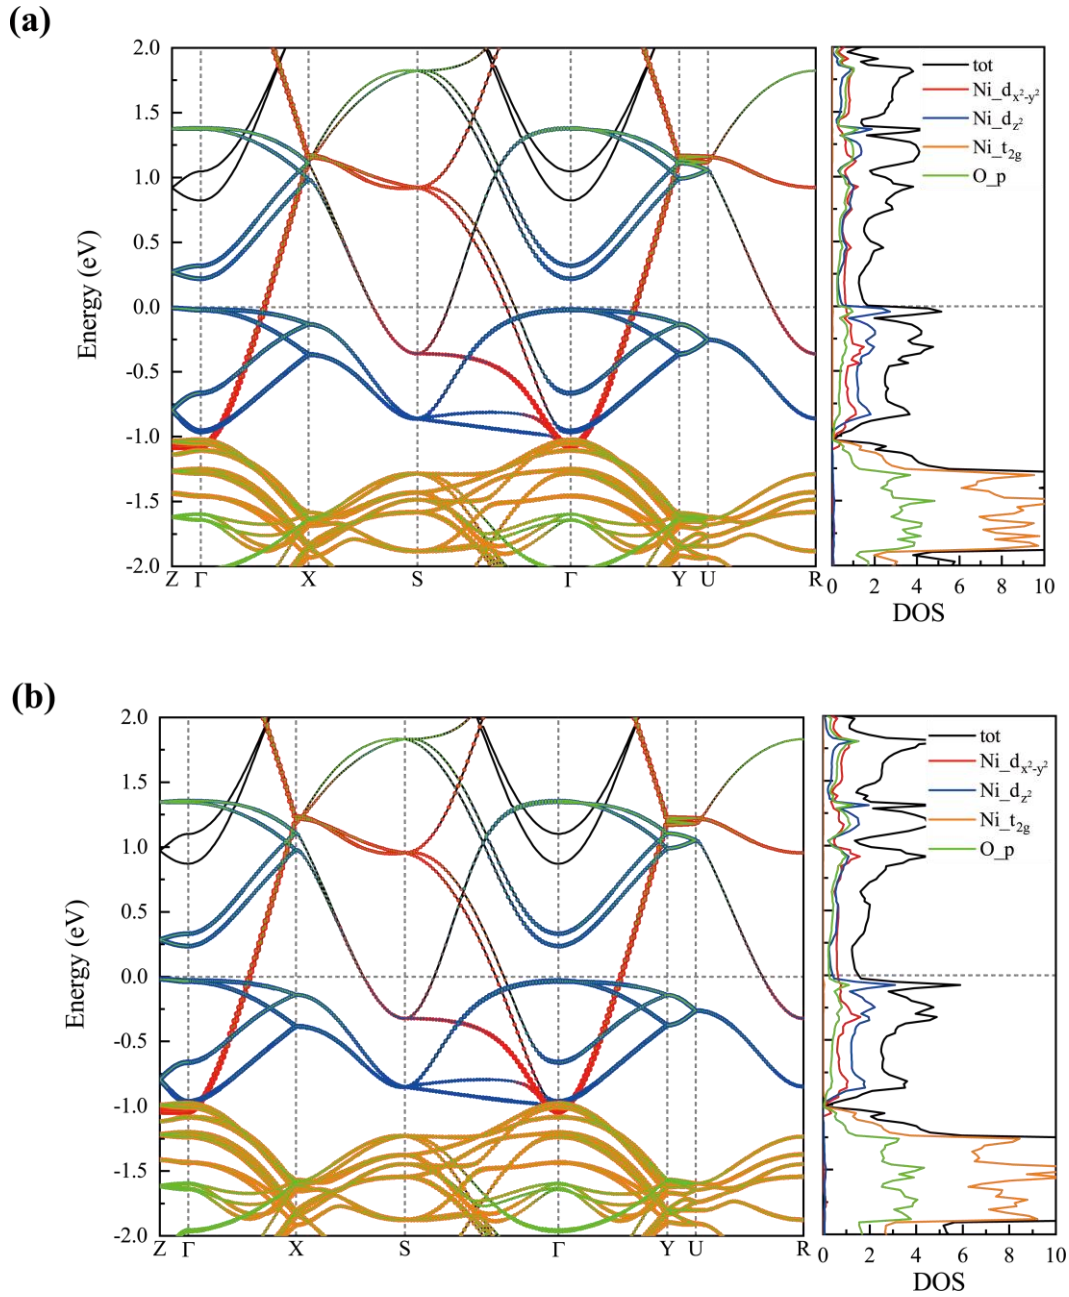 (a)
2.0
1.5
1.0
0.5
0.0
-0.5
-1.0
-1.5
-2.0
Energy (eV)
Z Γ X S Γ Y U R
tot
Ni_dx²-y²
Ni_dz²
Ni_t2g
O_p
0 2 4 6 8 10
DOS
(b)
2.0
1.5
1.0
0.5
0.0
-0.5
-1.0
-1.5
-2.0
Energy (eV)
Z Γ X S Γ Y U R
tot
Ni_dx²-y²
Ni_dz²
Ni_t2g
O_p
0 2 4 6 8 10
DOS